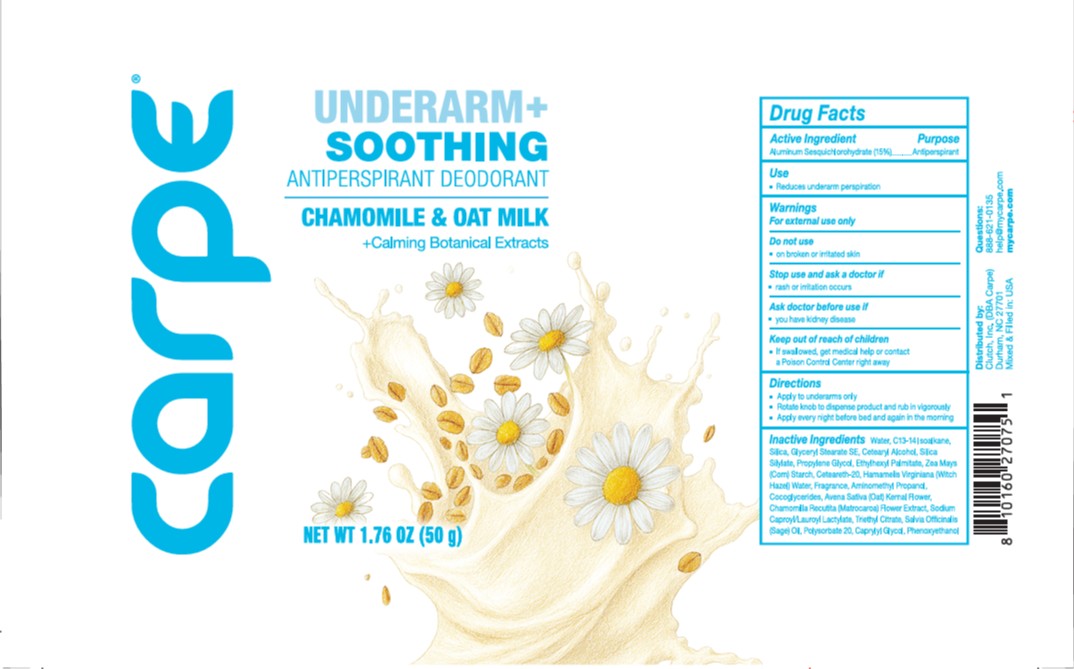 carpe®
UNDERARM+
SOOTHING
ANTIPERSPIRANT DEODORANT
CHAMOMILE & OAT MILK
+Calming Botanical Extracts
NET WT 1.76 OZ (50 g)
Drug Facts
Active Ingredient Purpose
Aluminum Sesquichlorohydrate (15%)......Antiperspirant
Use
• Reduces underarm perspiration
Warnings
For external use only
Do not use
• on broken or irritated skin
Stop use and ask a doctor if
• rash or irritation occurs
Ask doctor before use if
• you have kidney disease
Keep out of reach of children
• If swallowed, get medical help or contact
a Poison Control Center right away
Directions
• Apply to underarms only
• Rotate knob to dispense product and rub in vigorously
• Apply every night before bed and again in the morning
Inactive Ingredients Water, C13-14 Isoalkane,
Silica, Glyceryl Stearate SE, Cetearyl Alcohol, Silica
Silylate, Propylene Glycol, Ethylhexyl Palmitate, Zea Mays
(Corn) Starch, Ceteareth-20, Hamamelis Virginiana (Witch
Hazel) Water, Fragrance, Aminomethyl Propanol,
Cocoglycerides, Avena Sativa (Oat) Kernal Flower,
Chamomilla Recutita (Matrocaroa) Flower Extract, Sodium
Caproyl/Lauroyl Lactylate, Triethyl Citrate, Salvia Officinalis
(Sage) Oil, Polysorbate 20, Caprylyl Glycol, Phenoxyethanol
Distributed by:
Clutch, Inc. (DBA Carpe)
Durham, NC 27701
Mixed & Filled in: USA
Questions:
888-621-0135
help@mycarpe.com
mycarpe.com
8 10160 27075 1